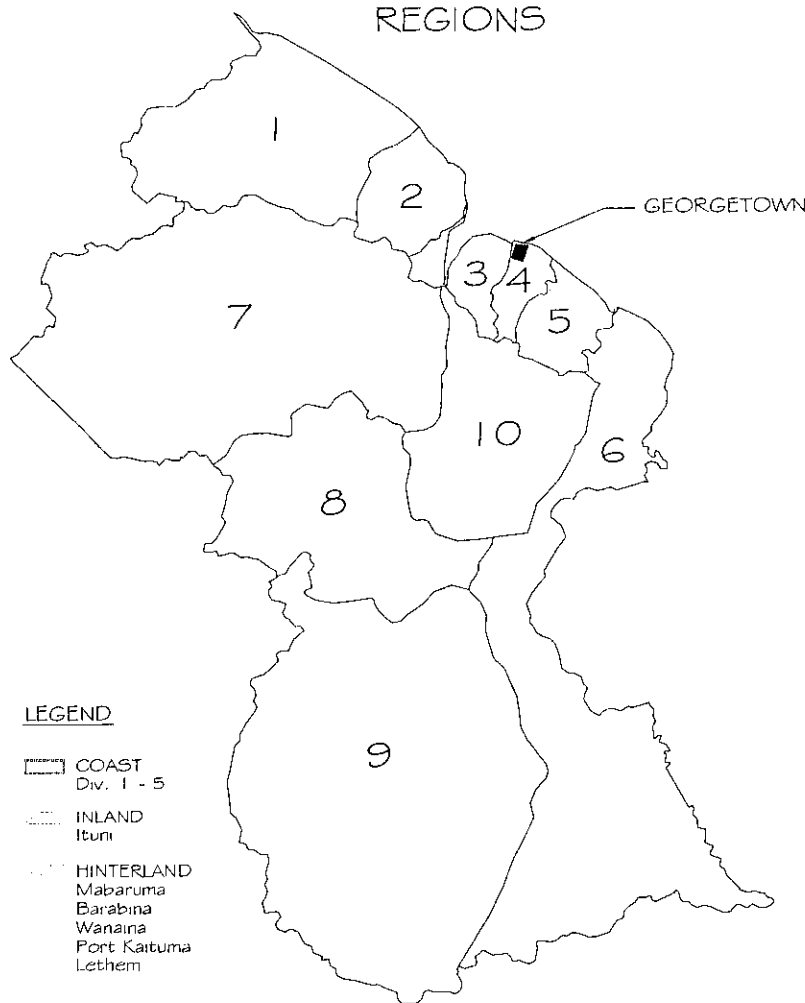 REGIONS
1
2
GEORGETOWN
3
4
7
5
10
6
8
9
LEGEND
COAST
Div. 1 - 5
INLAND
Ituni
HINTERLAND
Mabaruma
Barabina
Wanaina
Port Kaituma
Lethem